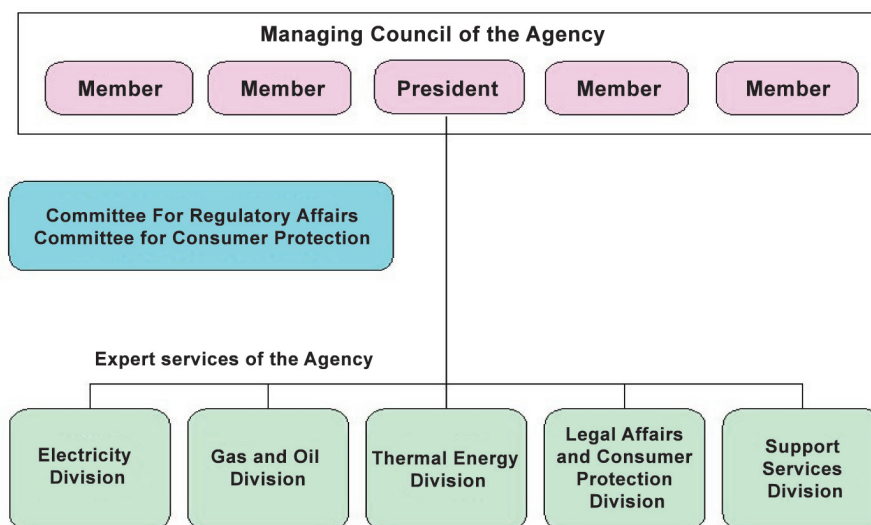 Managing Council of the Agency
Member
Member
President
Member
Member
Committee For Regulatory Affairs
Committee for Consumer Protection
Expert services of the Agency
Electricity
Division
Gas and Oil
Division
Thermal Energy
Division
Legal Affairs
and Consumer
Protection
Division
Support
Services
Division